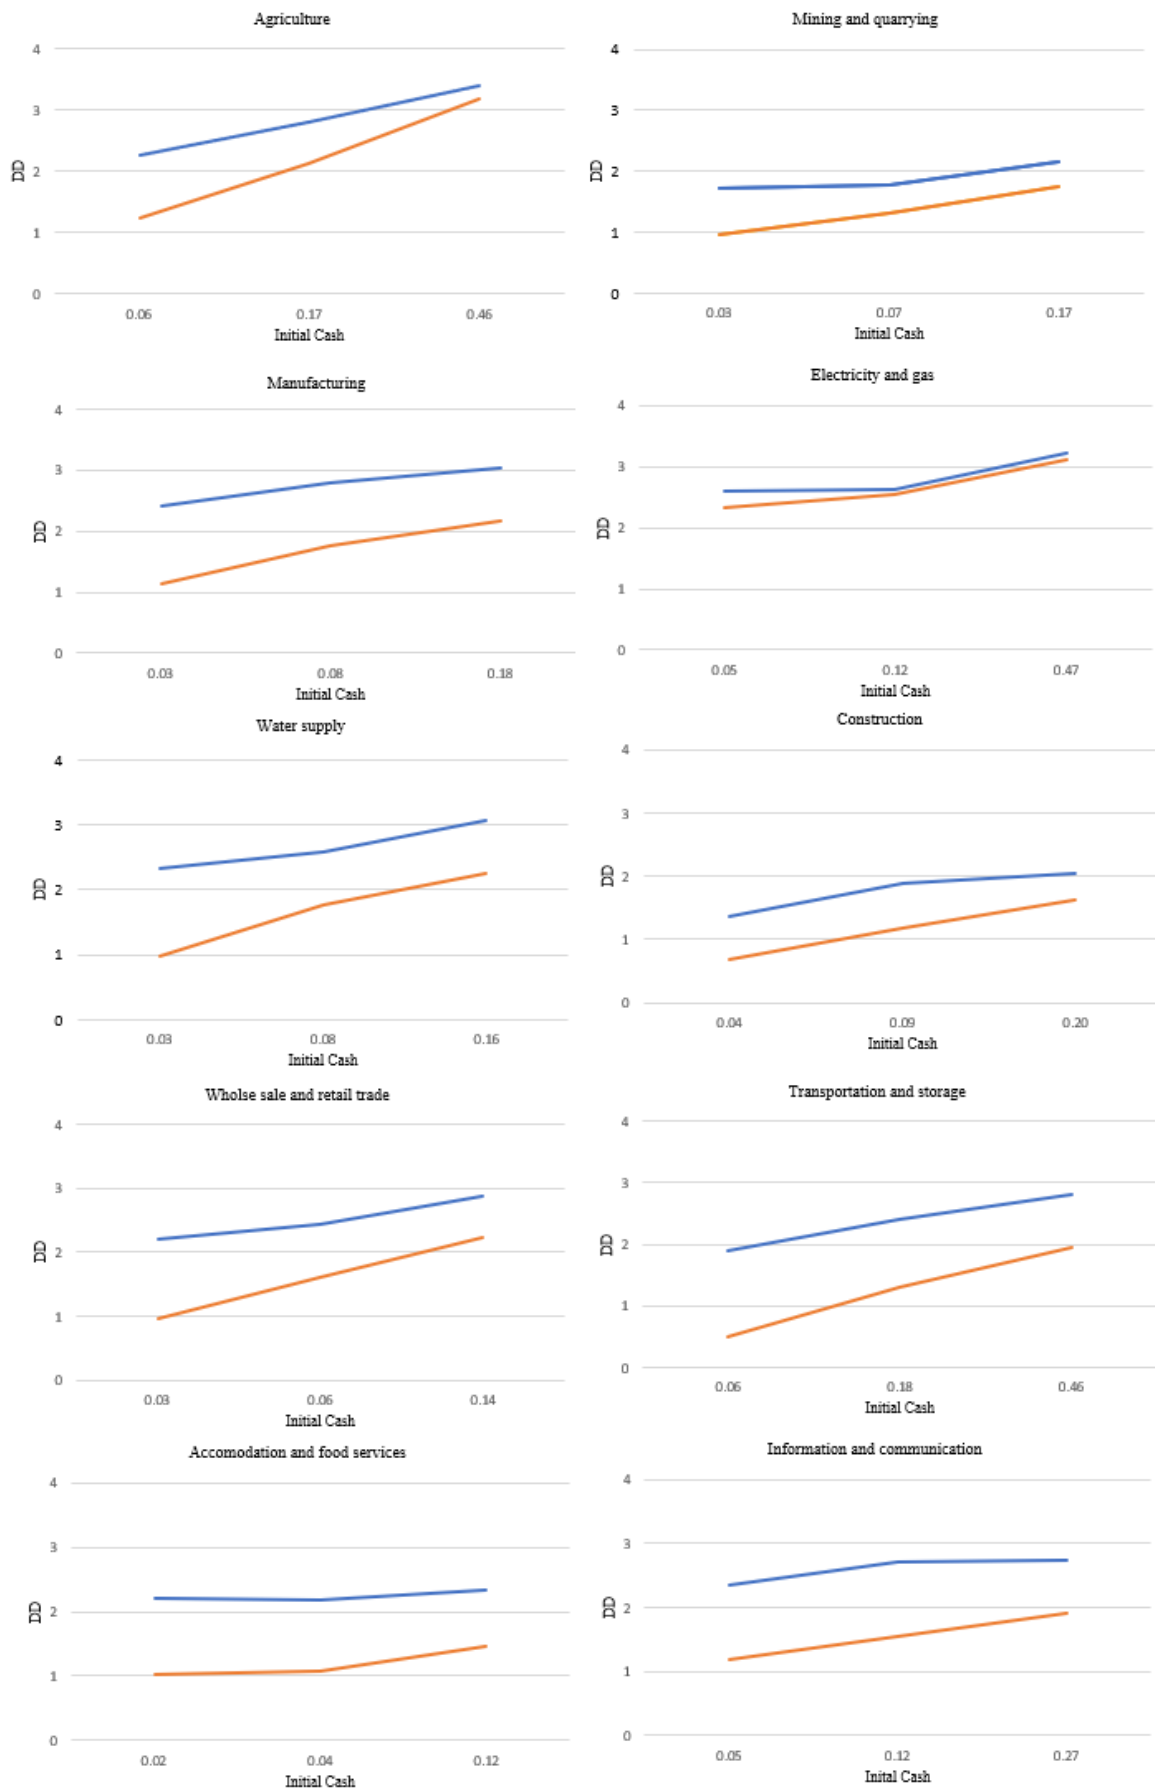 Agriculture
4
3
DD
2
1
0
0.06 0.17 0.46
Initial Cash
Mining and quarrying
4
3
DD
2
1
0
0.03 0.07 0.17
Initial Cash
Manufacturing
4
3
DD
2
1
0
0.03 0.08 0.18
Initial Cash
Electricity and gas
4
3
DD
2
1
0
0.05 0.12 0.47
Initial Cash
Water supply
4
3
DD
2
1
0
0.03 0.08 0.16
Initial Cash
Construction
4
3
DD
2
1
0
0.04 0.09 0.20
Initial Cash
Wholse sale and retail trade
4
3
DD
2
1
0
0.03 0.06 0.14
Initial Cash
Transportation and storage
4
3
DD
2
1
0
0.06 0.18 0.46
Initial Cash
Accomodation and food services
4
3
DD
2
1
0
0.02 0.04 0.12
Initial Cash
Information and communication
4
3
DD
2
1
0
0.05 0.12 0.27
Inital Cash